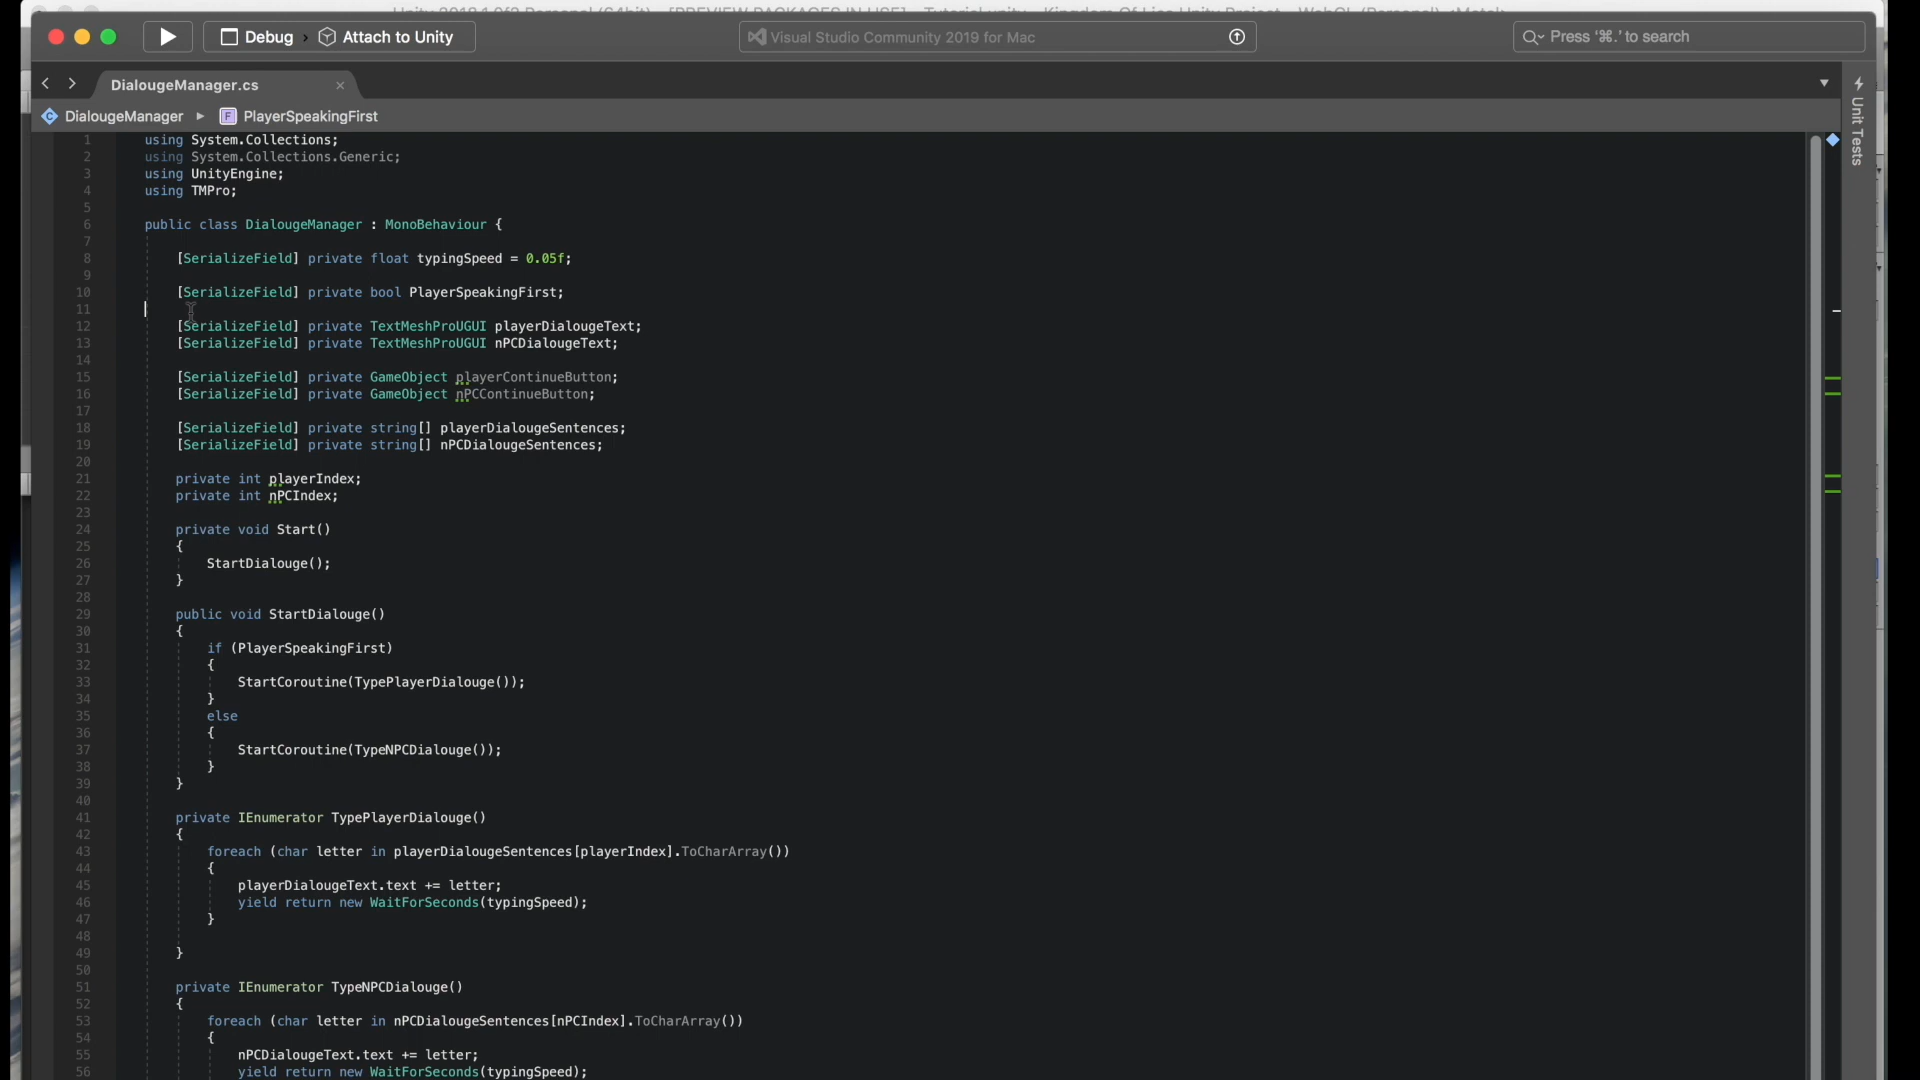 Debug › Attach to Unity
Visual Studio Community 2019 for Mac
Press '⌘.' to search
DialougeManager.cs
DialougeManager ▸ PlayerSpeakingFirst
Unit Tests
1 using System.Collections;
2 using System.Collections.Generic;
3 using UnityEngine;
4 using TMPro;
5
6 public class DialougeManager : MonoBehaviour {
7
8 [SerializeField] private float typingSpeed = 0.05f;
9
10 [SerializeField] private bool PlayerSpeakingFirst;
11
12 [SerializeField] private TextMeshProUGUI playerDialougeText;
13 [SerializeField] private TextMeshProUGUI nPCDialougeText;
14
15 [SerializeField] private GameObject playerContinueButton;
16 [SerializeField] private GameObject nPCContinueButton;
17
18 [SerializeField] private string[] playerDialougeSentences;
19 [SerializeField] private string[] nPCDialougeSentences;
20
21 private int playerIndex;
22 private int nPCIndex;
23
24 private void Start()
25 {
26 StartDialouge();
27 }
28
29 public void StartDialouge()
30 {
31 if (PlayerSpeakingFirst)
32 {
33 StartCoroutine(TypePlayerDialouge());
34 }
35 else
36 {
37 StartCoroutine(TypeNPCDialouge());
38 }
39 }
40
41 private IEnumerator TypePlayerDialouge()
42 {
43 foreach (char letter in playerDialougeSentences[playerIndex].ToCharArray())
44 {
45 playerDialougeText.text += letter;
46 yield return new WaitForSeconds(typingSpeed);
47 }
48
49 }
50
51 private IEnumerator TypeNPCDialouge()
52 {
53 foreach (char letter in nPCDialougeSentences[nPCIndex].ToCharArray())
54 {
55 nPCDialougeText.text += letter;
56 yield return new WaitForSeconds(typingSpeed);